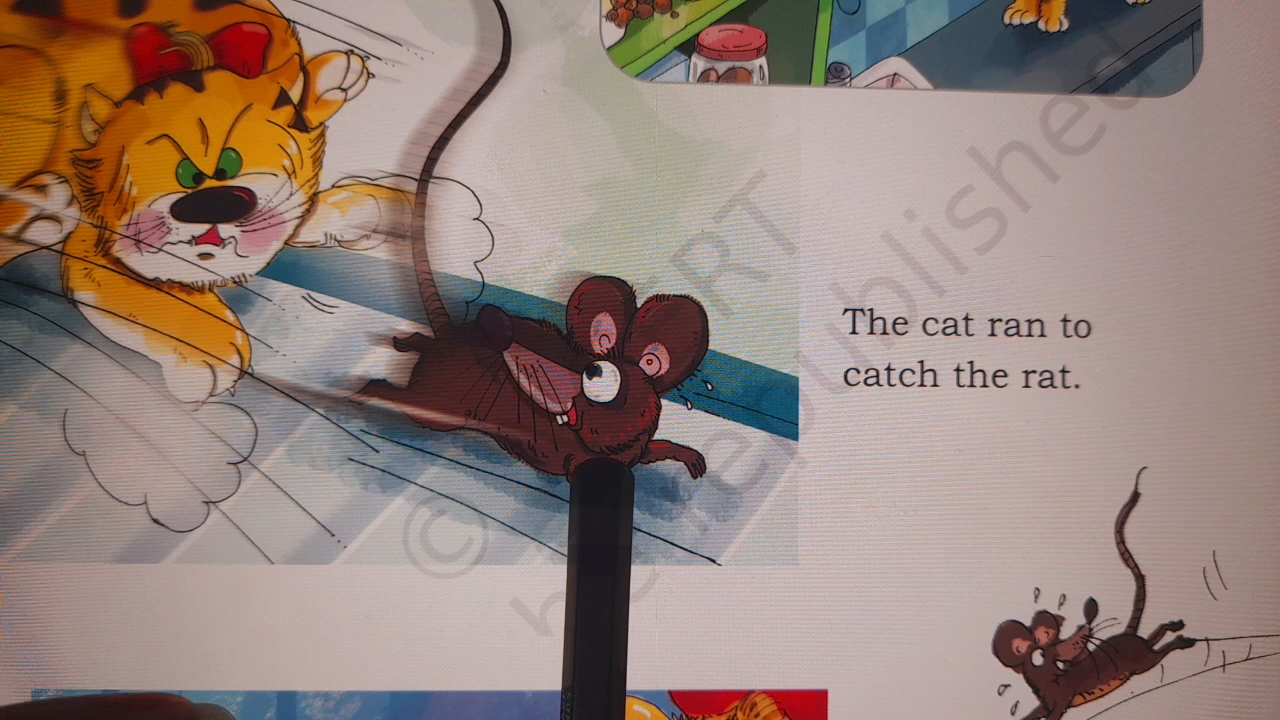 The cat ran to
catch the rat.